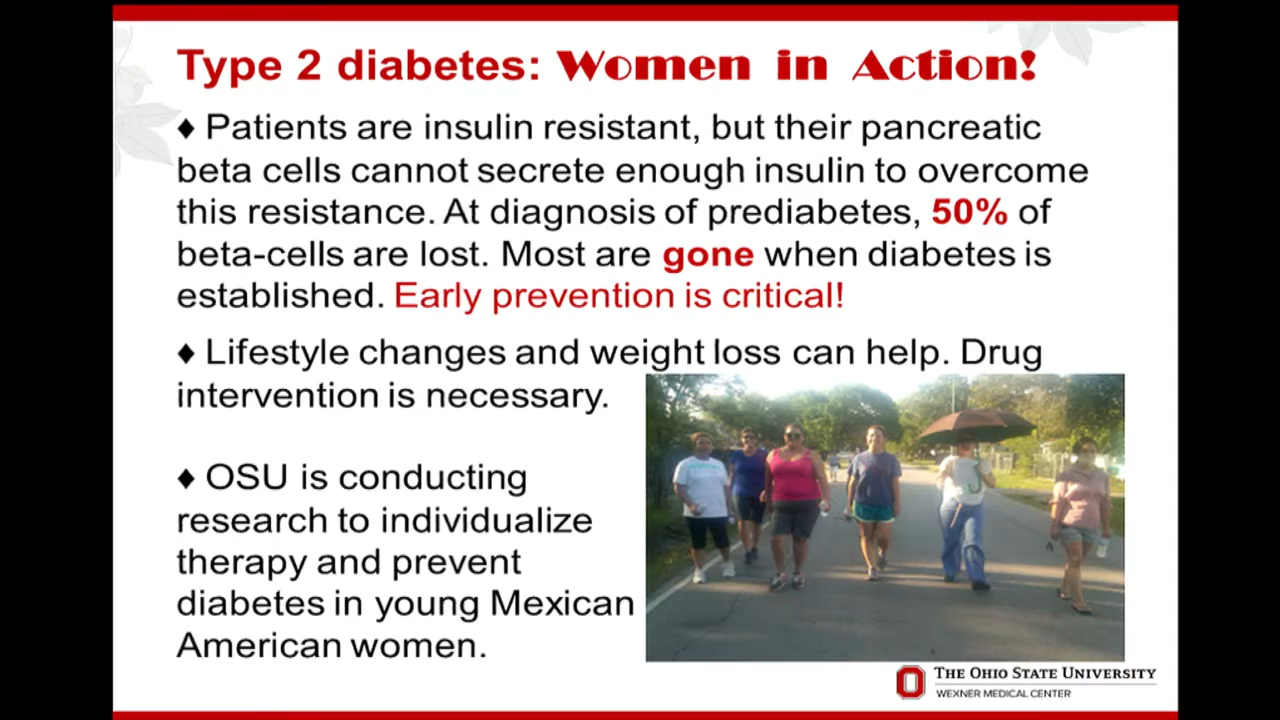 Type 2 diabetes: Women in Action!
♦ Patients are insulin resistant, but their pancreatic
beta cells cannot secrete enough insulin to overcome
this resistance. At diagnosis of prediabetes, 50% of
beta-cells are lost. Most are gone when diabetes is
established. Early prevention is critical!
♦ Lifestyle changes and weight loss can help. Drug
intervention is necessary.
♦ OSU is conducting
research to individualize
therapy and prevent
diabetes in young Mexican
American women.
THE OHIO STATE UNIVERSITY
WEXNER MEDICAL CENTER